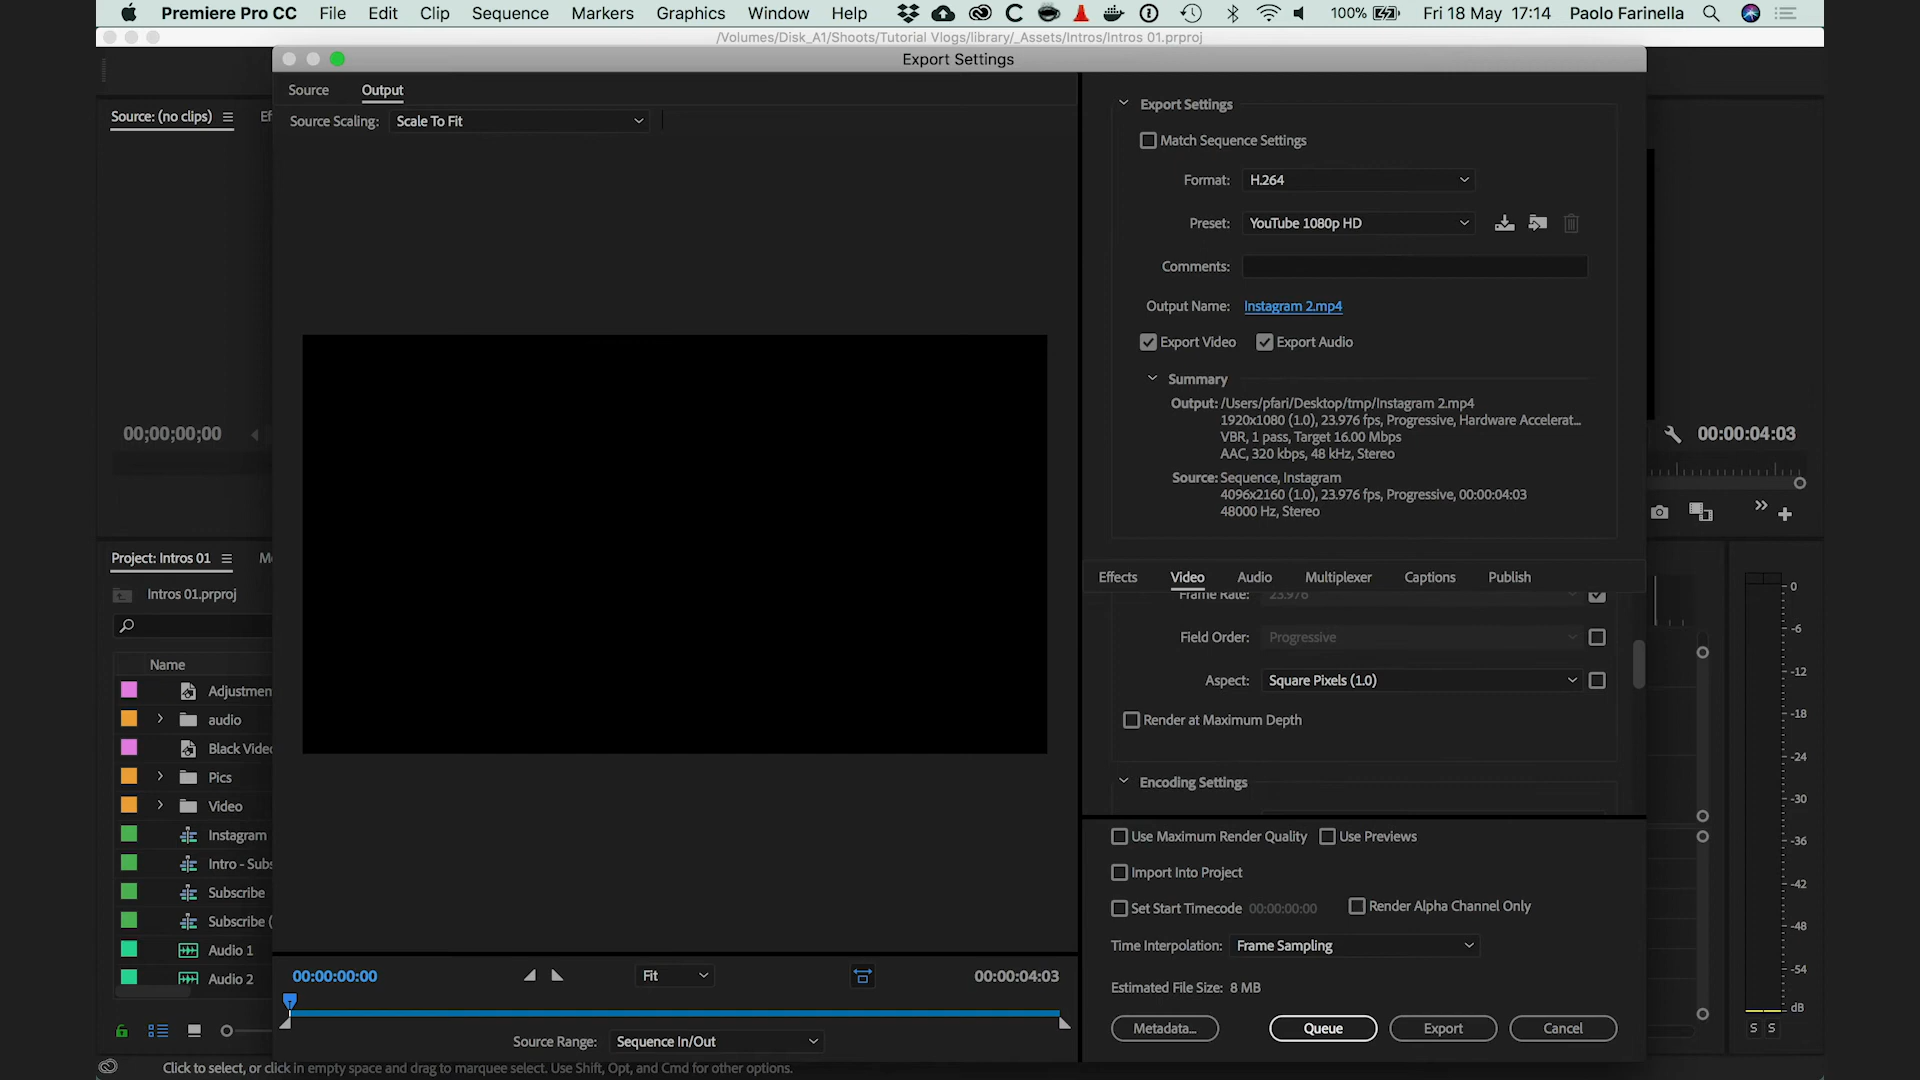 Premiere Pro CC File Edit Clip Sequence Markers Graphics Window Help 100% Fri 18 May 17:14 Paolo Farinella
/Volumes/Disk_A1/Shoots/Tutorial Vlogs/library/_Assets/Intros/Intros 01.prproj
Export Settings
Source Output
Source Scaling: Scale To Fit
Source: (no clips)
00;00;00;00
Export Settings
Match Sequence Settings
Format: H.264
Preset: YouTube 1080p HD
Comments:
Output Name: Instagram 2.mp4
Export Video Export Audio
Summary
Output: /Users/pfari/Desktop/tmp/Instagram 2.mp4
1920x1080 (1.0), 23.976 fps, Progressive, Hardware Accelerat...
VBR, 1 pass, Target 16.00 Mbps
AAC, 320 kbps, 48 kHz, Stereo
Source: Sequence, Instagram
4096x2160 (1.0), 23.976 fps, Progressive, 00:00:04:03
48000 Hz, Stereo
00:00:04:03
Effects Video Audio Multiplexer Captions Publish
Frame Rate: 23.976
Field Order: Progressive
Aspect: Square Pixels (1.0)
Render at Maximum Depth
Encoding Settings
Use Maximum Render Quality Use Previews
Import Into Project
Set Start Timecode 00:00:00:00 Render Alpha Channel Only
Time Interpolation: Frame Sampling
Estimated File Size: 8 MB
Metadata... Queue Export Cancel
Project: Intros 01
Intros 01.prproj
Name
Adjustmen
audio
Black Vide
Pics
Video
Instagram
Intro - Subs
Subscribe
Subscribe (
Audio 1
Audio 2
00:00:00:00 Fit 00:00:04:03
Source Range: Sequence In/Out
0
-6
-12
-18
-24
-30
-36
-42
-48
-54
dB
S S
Click to select, or click in empty space and drag to marquee select. Use Shift, Opt, and Cmd for other options.